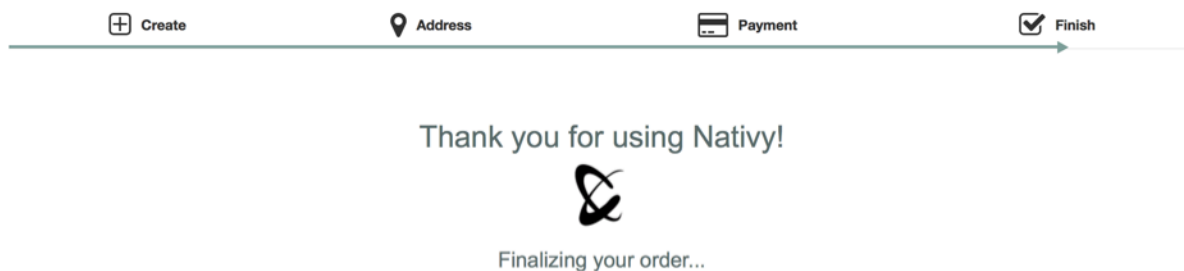 Create Address Payment Finish
Thank you for using Nativy!
Finalizing your order...